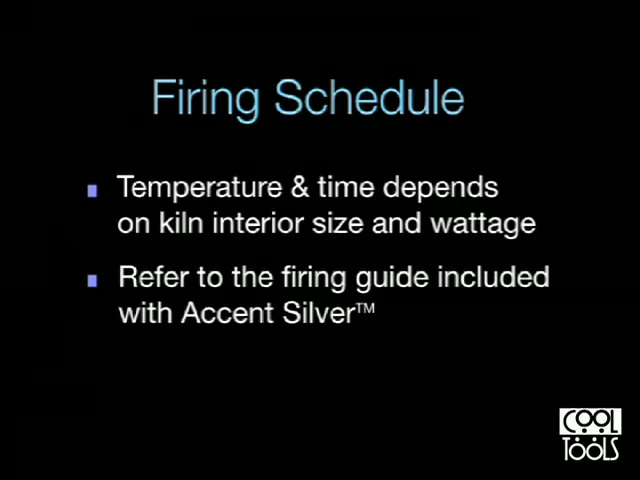 Firing Schedule
Temperature & time depends
on kiln interior size and wattage
Refer to the firing guide included
with Accent Silver™
COOL
TOOLS